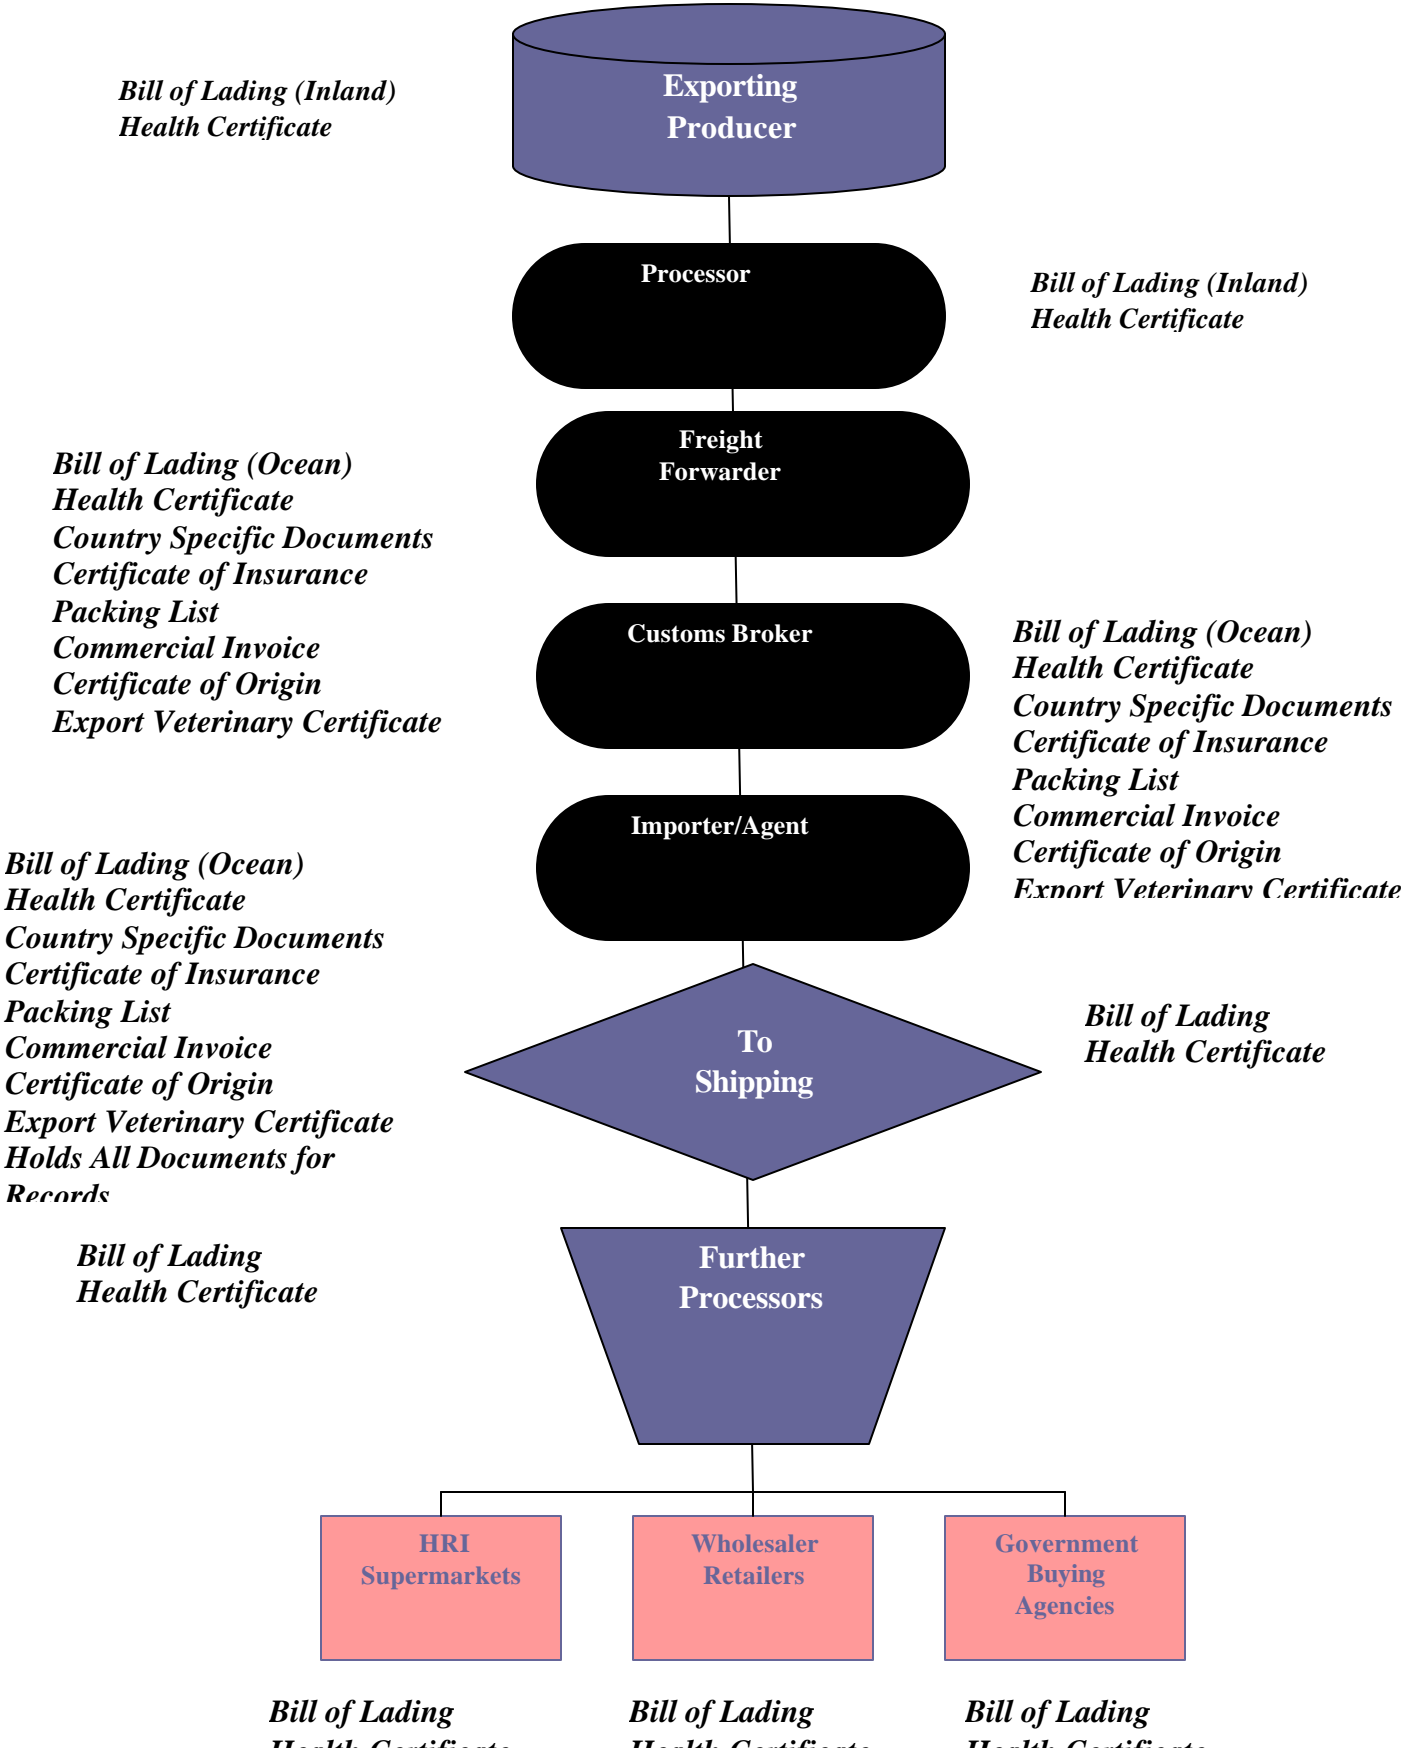 Bill of Lading (Inland)
Health Certificate
Exporting
Producer
Processor
Bill of Lading (Inland)
Health Certificate
Freight
Forwarder
Bill of Lading (Ocean)
Health Certificate
Country Specific Documents
Certificate of Insurance
Packing List
Commercial Invoice
Certificate of Origin
Export Veterinary Certificate
Customs Broker
Bill of Lading (Ocean)
Health Certificate
Country Specific Documents
Certificate of Insurance
Packing List
Commercial Invoice
Certificate of Origin
Export Veterinary Certificate
Importer/Agent
Bill of Lading (Ocean)
Health Certificate
Country Specific Documents
Certificate of Insurance
Packing List
Commercial Invoice
Certificate of Origin
Export Veterinary Certificate
Holds All Documents for
Records
To
Shipping
Bill of Lading
Health Certificate
Bill of Lading
Health Certificate
Further
Processors
HRI
Supermarkets
Wholesaler
Retailers
Government
Buying
Agencies
Bill of Lading
Health Certificate
Bill of Lading
Health Certificate
Bill of Lading
Health Certificate